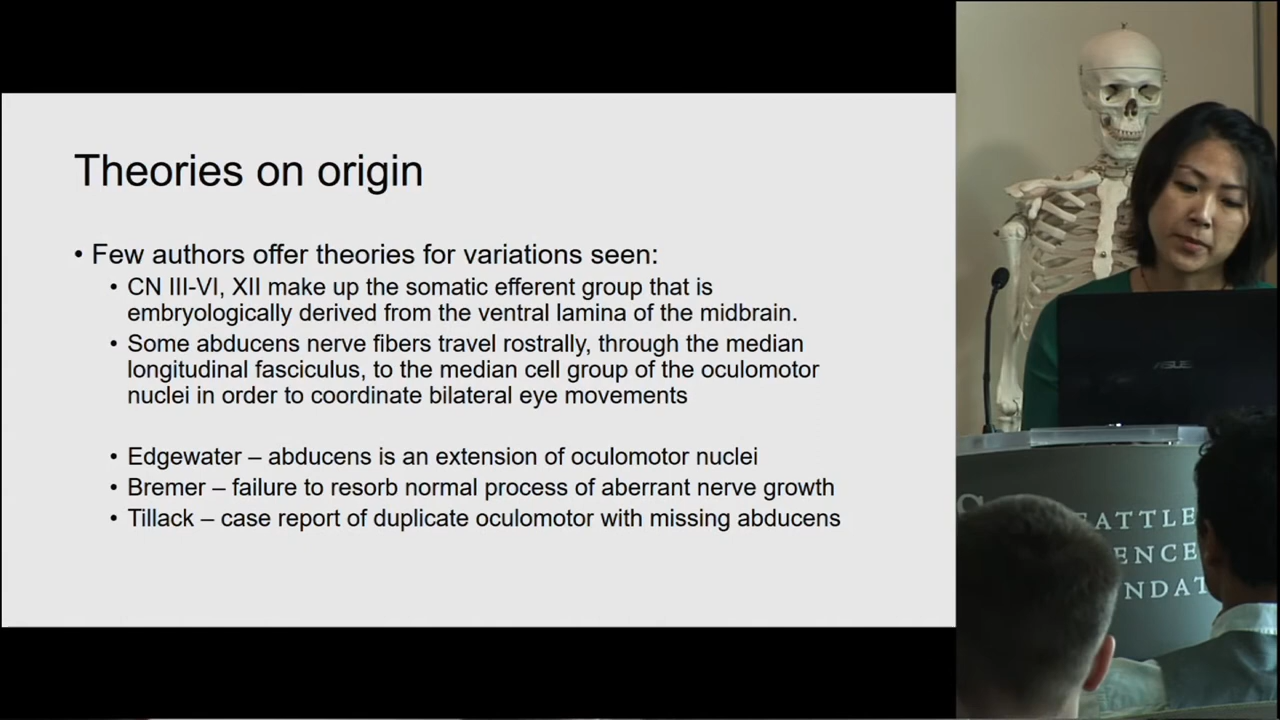 Theories on origin
• Few authors offer theories for variations seen:
• CN III-VI, XII make up the somatic efferent group that is
embryologically derived from the ventral lamina of the midbrain.
• Some abducens nerve fibers travel rostrally, through the median
longitudinal fasciculus, to the median cell group of the oculomotor
nuclei in order to coordinate bilateral eye movements
• Edgewater – abducens is an extension of oculomotor nuclei
• Bremer – failure to resorb normal process of aberrant nerve growth
• Tillack – case report of duplicate oculomotor with missing abducens
ASUS
S EATTLE
ENCE
NDAT